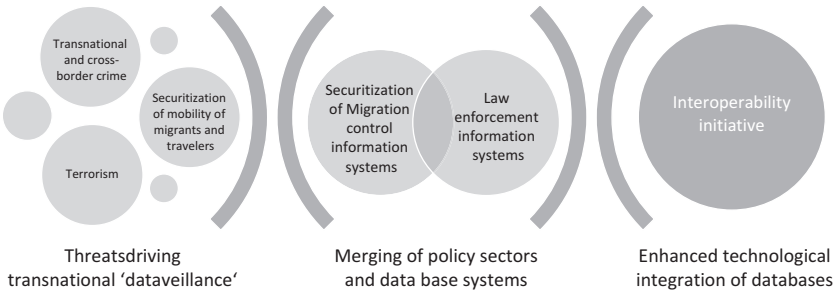 Transnational
and cross-
border crime
Securitization
of mobility of
migrants and
travelers
Terrorism
Securitization
of Migration
control
information
systems
Law
enforcement
information
systems
Interoperability
initiative
Threatsdriving
transnational ‘dataveillance‘
Merging of policy sectors
and data base systems
Enhanced technological
integration of databases